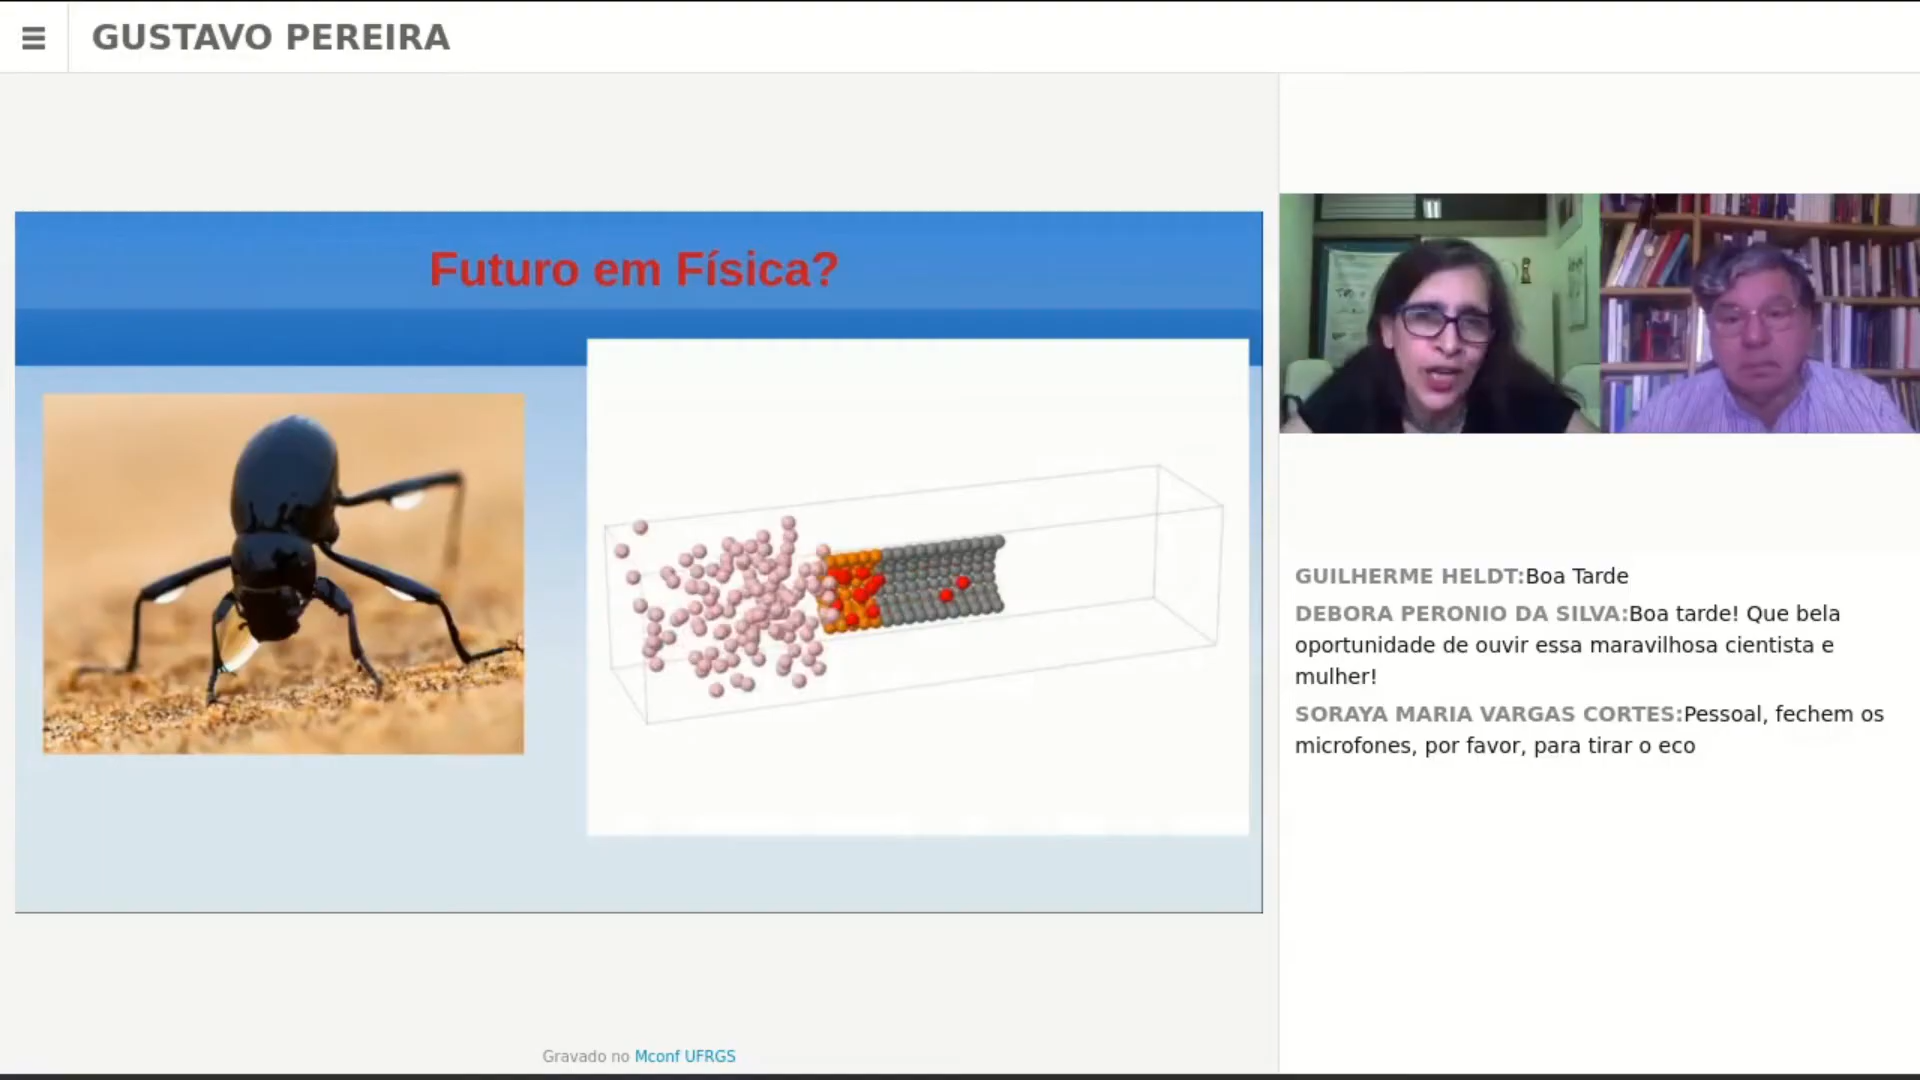 GUSTAVO PEREIRA
Futuro em Física?
GUILHERME HELDT:Boa Tarde
DEBORA PERONIO DA SILVA:Boa tarde! Que bela
oportunidade de ouvir essa maravilhosa cientista e
mulher!
SORAYA MARIA VARGAS CORTES:Pessoal, fechem os
microfones, por favor, para tirar o eco
Gravado no Mconf UFRGS